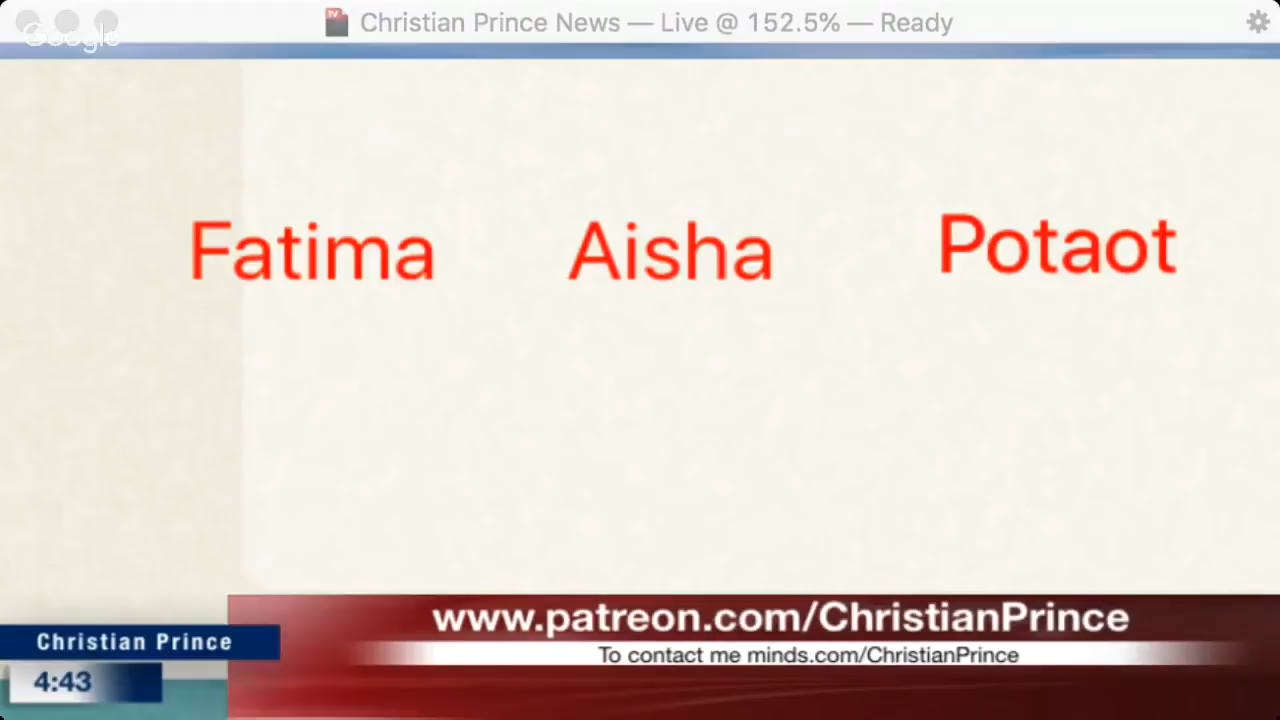 Christian Prince News — Live @ 152.5% — Ready
Google
Fatima Aisha Potaot
www.patreon.com/ChristianPrince
To contact me minds.com/ChristianPrince
Christian Prince
4:43